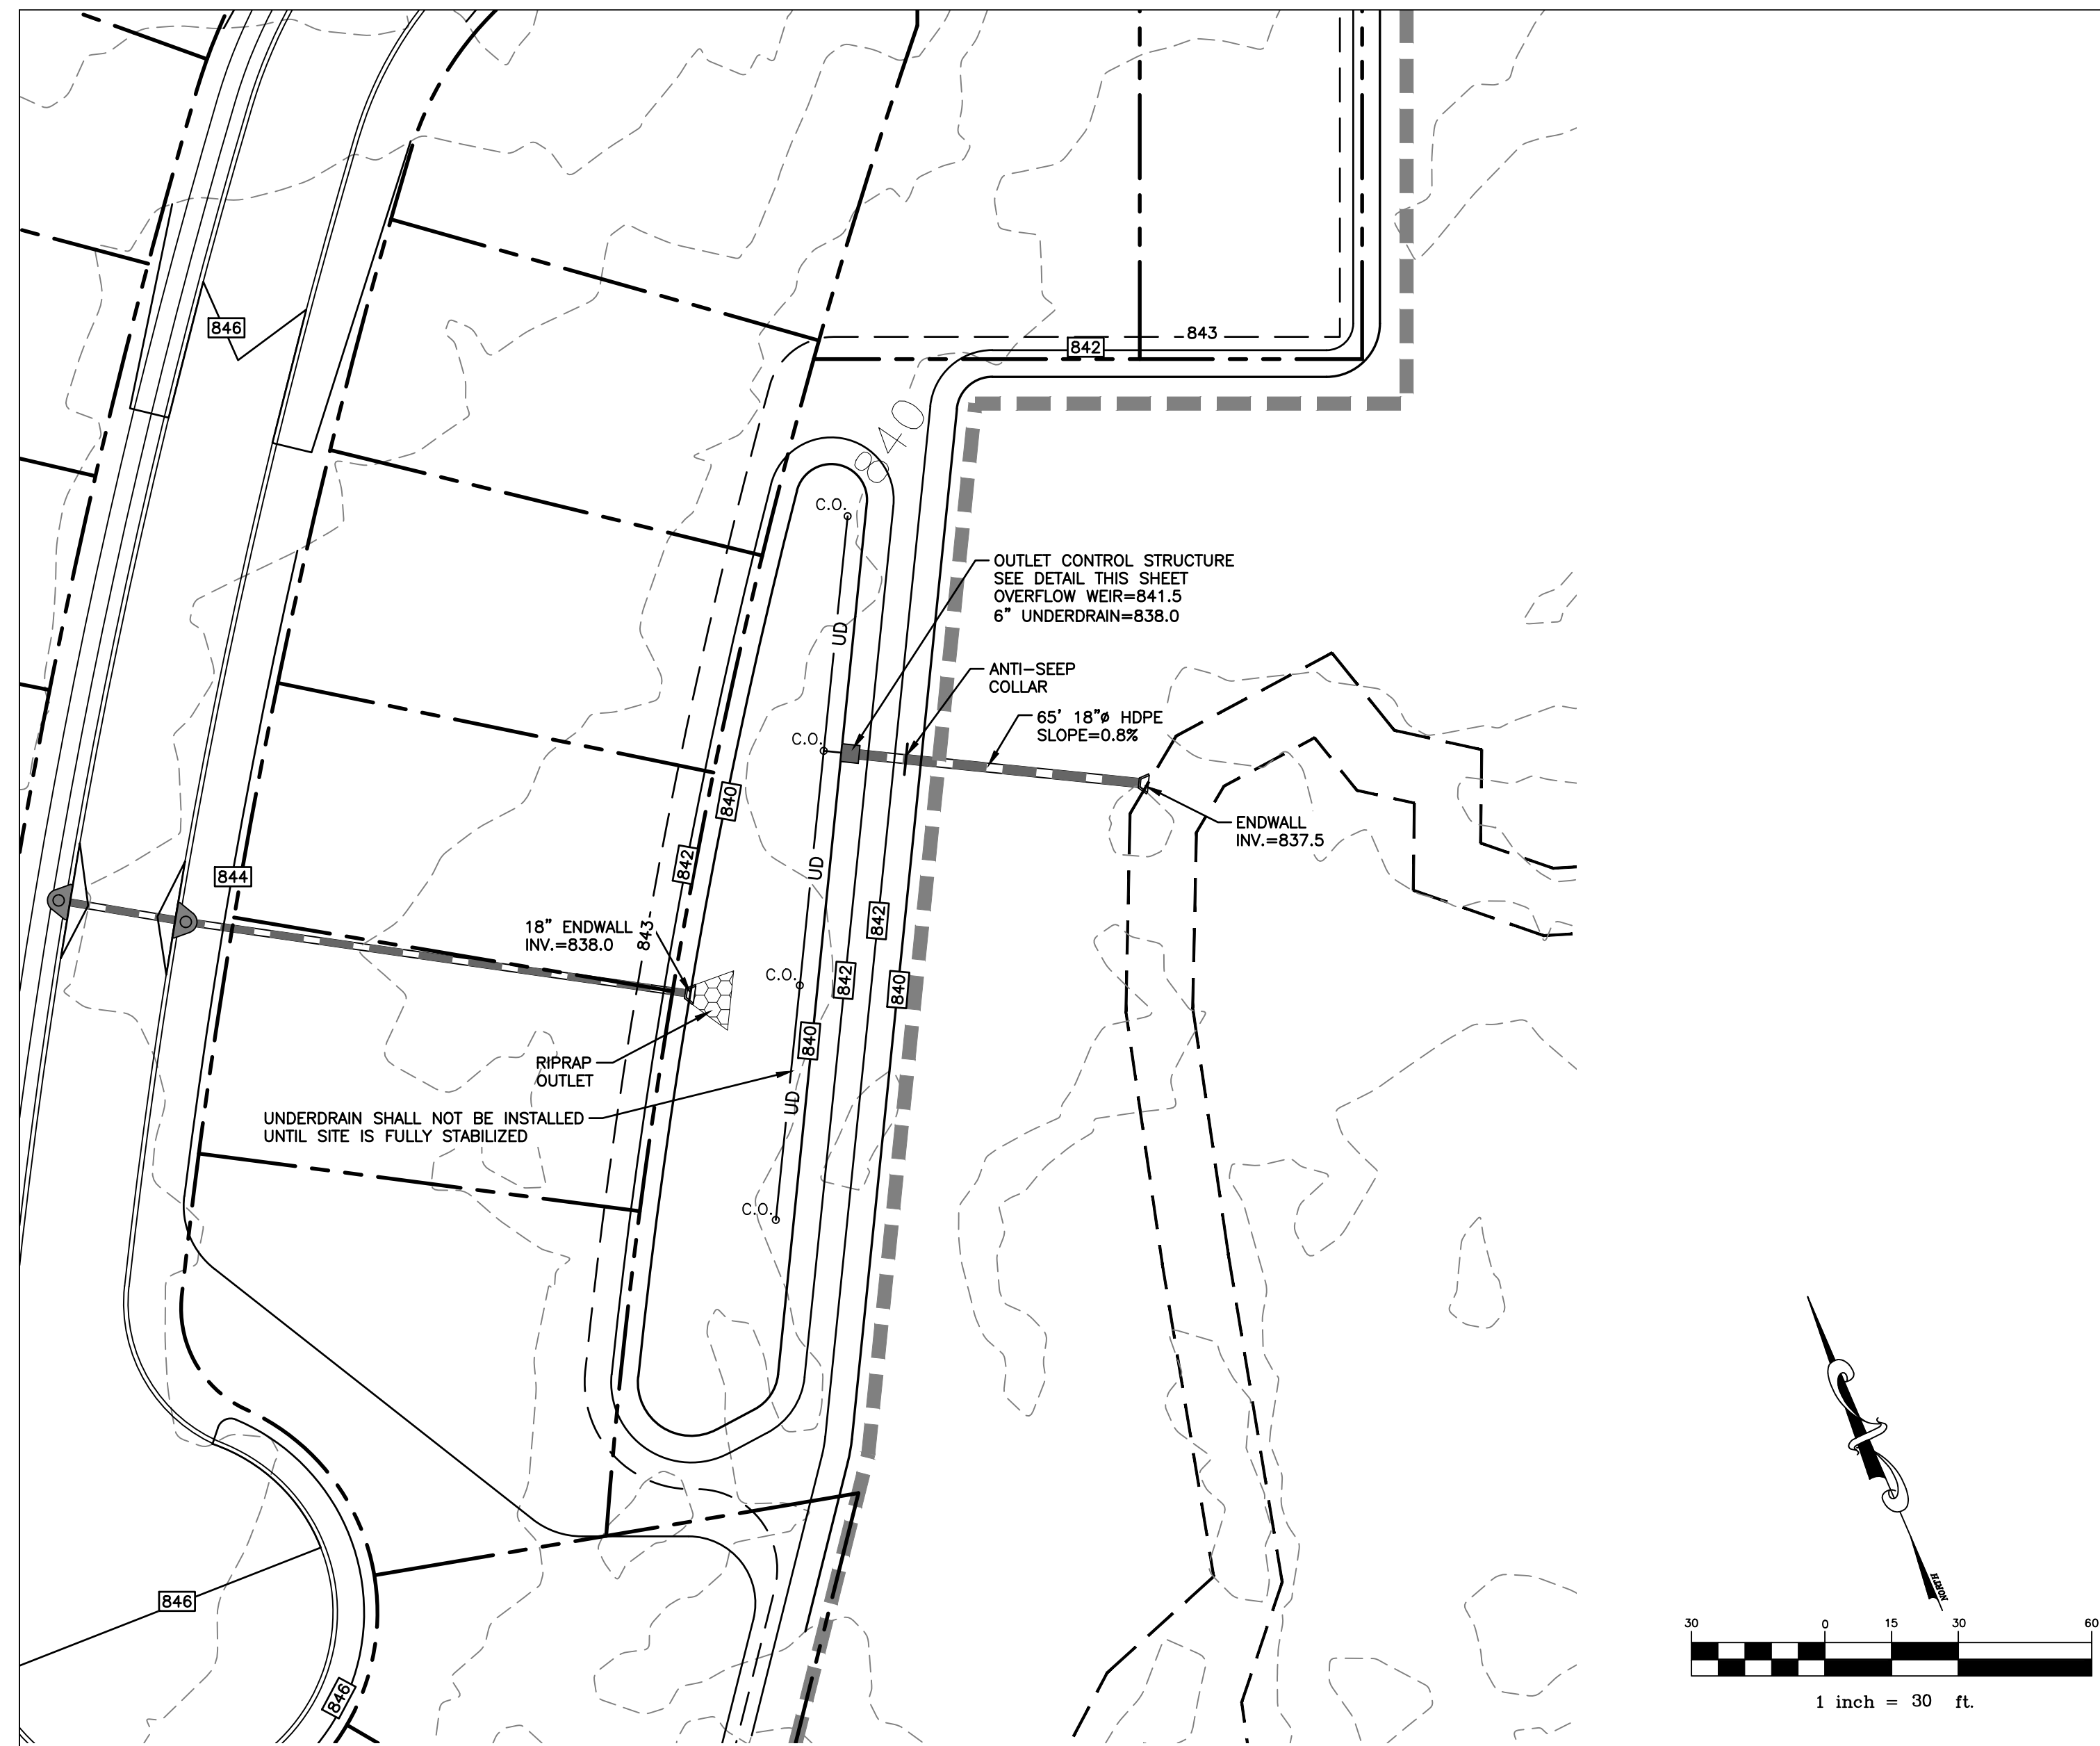 846
843
842
840
C.O.
OUTLET CONTROL STRUCTURE
SEE DETAIL THIS SHEET
OVERFLOW WEIR=841.5
6" UNDERDRAIN=838.0
UD
ANTI-SEEP
COLLAR
65' 18"ø HDPE
SLOPE=0.8%
C.O.
840
ENDWALL
INV.=837.5
842
UD
844
18" ENDWALL
INV.=838.0
843
842
C.O.
842
840
840
RIPRAP
OUTLET
UD
UNDERDRAIN SHALL NOT BE INSTALLED
UNTIL SITE IS FULLY STABILIZED
C.O.
846
846
NORTH
30 0 15 30 60
1 inch = 30 ft.